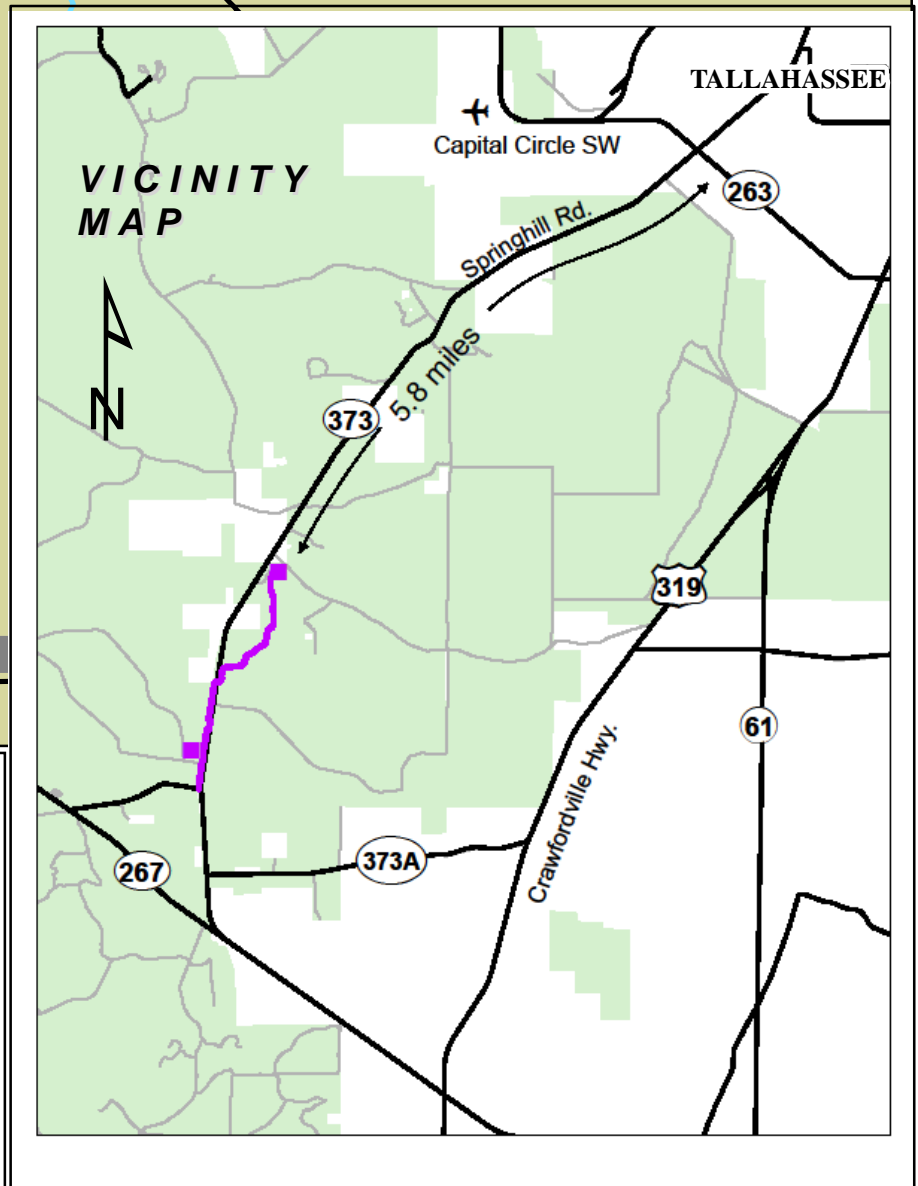 TALLAHASSEE
Capital Circle SW
VICINITY
MAP
263
Springhill Rd.
N
5.8 miles
373
319
61
Crawfordville Hwy.
373A
267